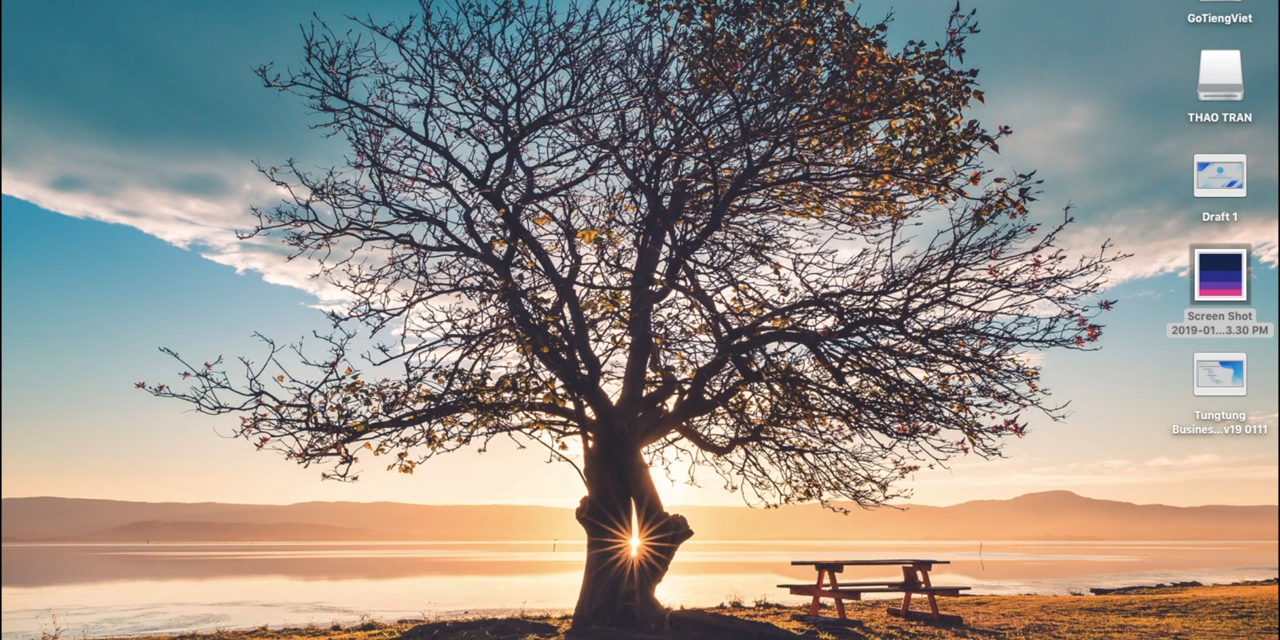 GoTiengViet
THAO TRAN
Draft 1
Screen Shot
2019-01...3.30 PM
Tungtung
Busines...v19 0111